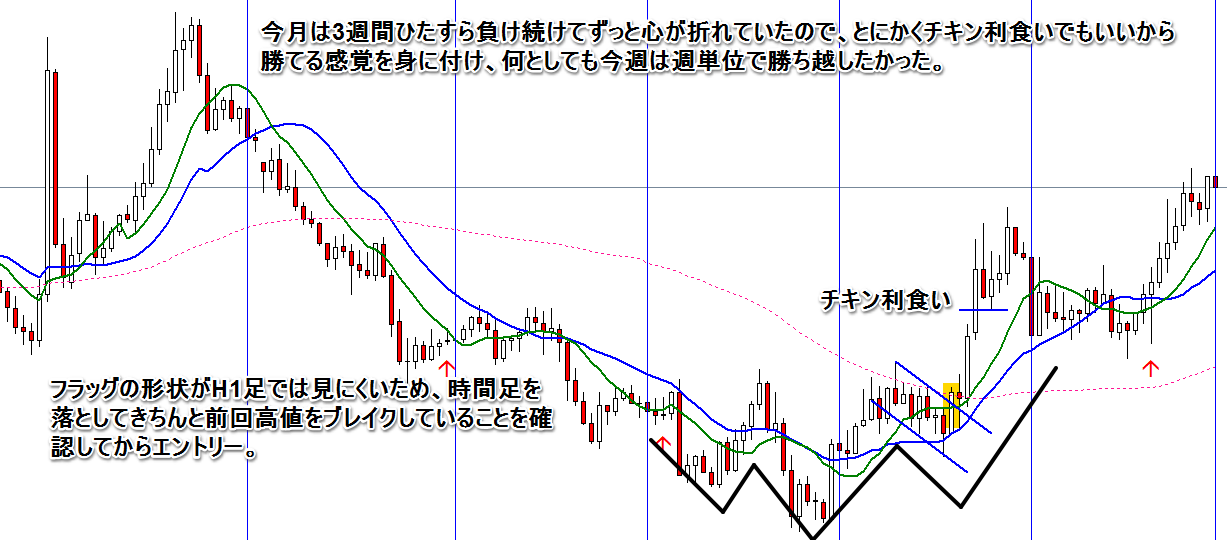 今月は3週間ひたすら負け続けてずっと心が折れていたので、とにかくチキン利食いでもいいから
勝てる感覚を身に付け、何としても今週は週単位で勝ち越したかった。
チキン利食い
フラッグの形状がH1足では見にくいため、時間足を
落としてきちんと前回高値をブレイクしていることを確
認してからエントリー。